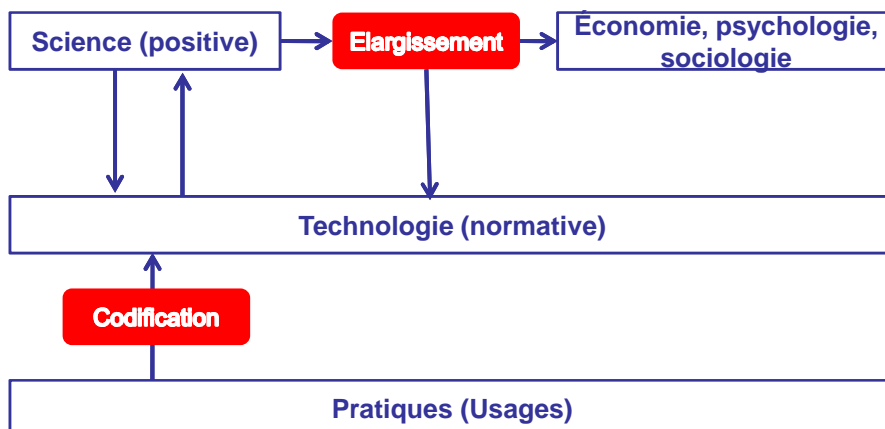 Science (positive)
Elargissement
Économie, psychologie,
sociologie
Technologie (normative)
Codification
Pratiques (Usages)